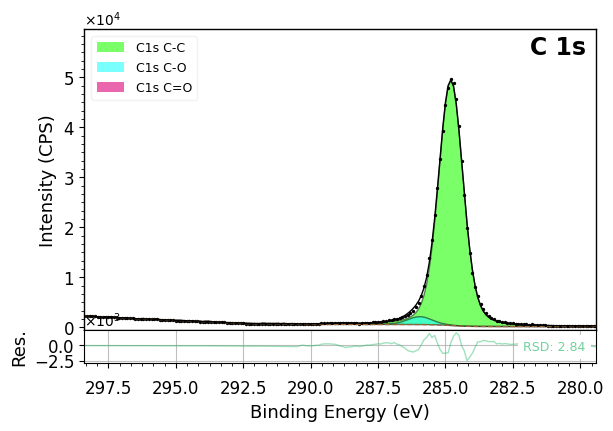 ×10⁴
C 1s
C1s C-C
C1s C-O
C1s C=O
Intensity (CPS)
5
4
3
2
1
0
Res.
0.0
−2.5
RSD: 2.84
297.5 295.0 292.5 290.0 287.5 285.0 282.5 280.0
Binding Energy (eV)